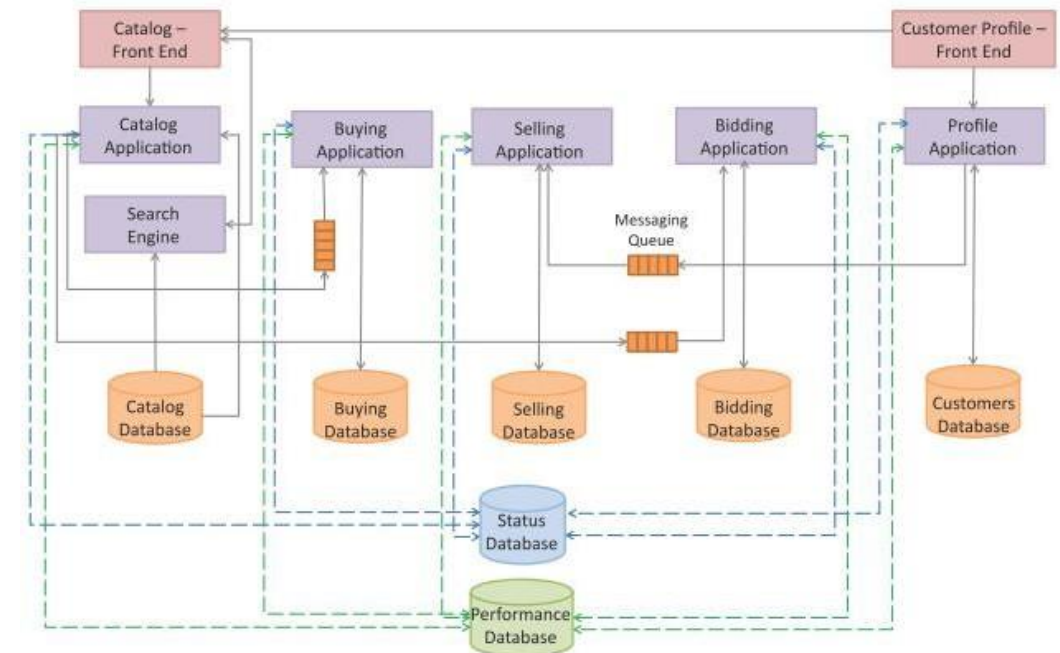 Catalog –
Front End
Customer Profile –
Front End
Catalog
Application
Buying
Application
Selling
Application
Bidding
Application
Profile
Application
Search
Engine
Messaging
Queue
Catalog
Database
Buying
Database
Selling
Database
Bidding
Database
Customers
Database
Status
Database
Performance
Database